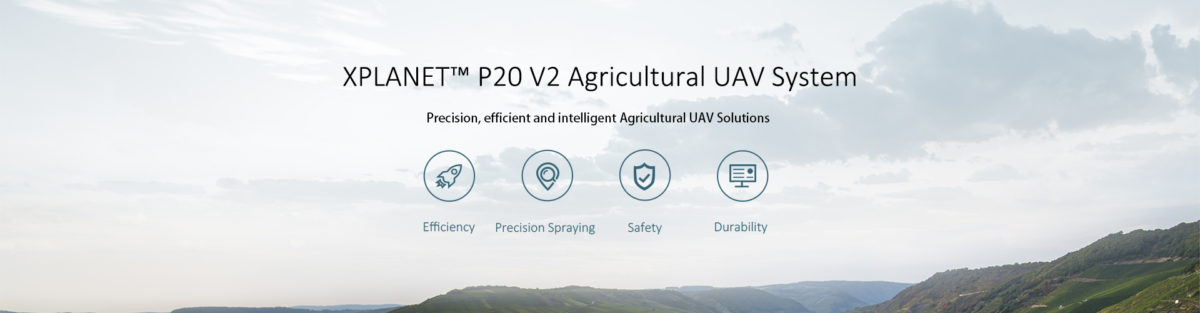 XPLANET™ P20 V2 Agricultural UAV System
Precision, efficient and intelligent Agricultural UAV Solutions
Efficiency Precision Spraying Safety Durability